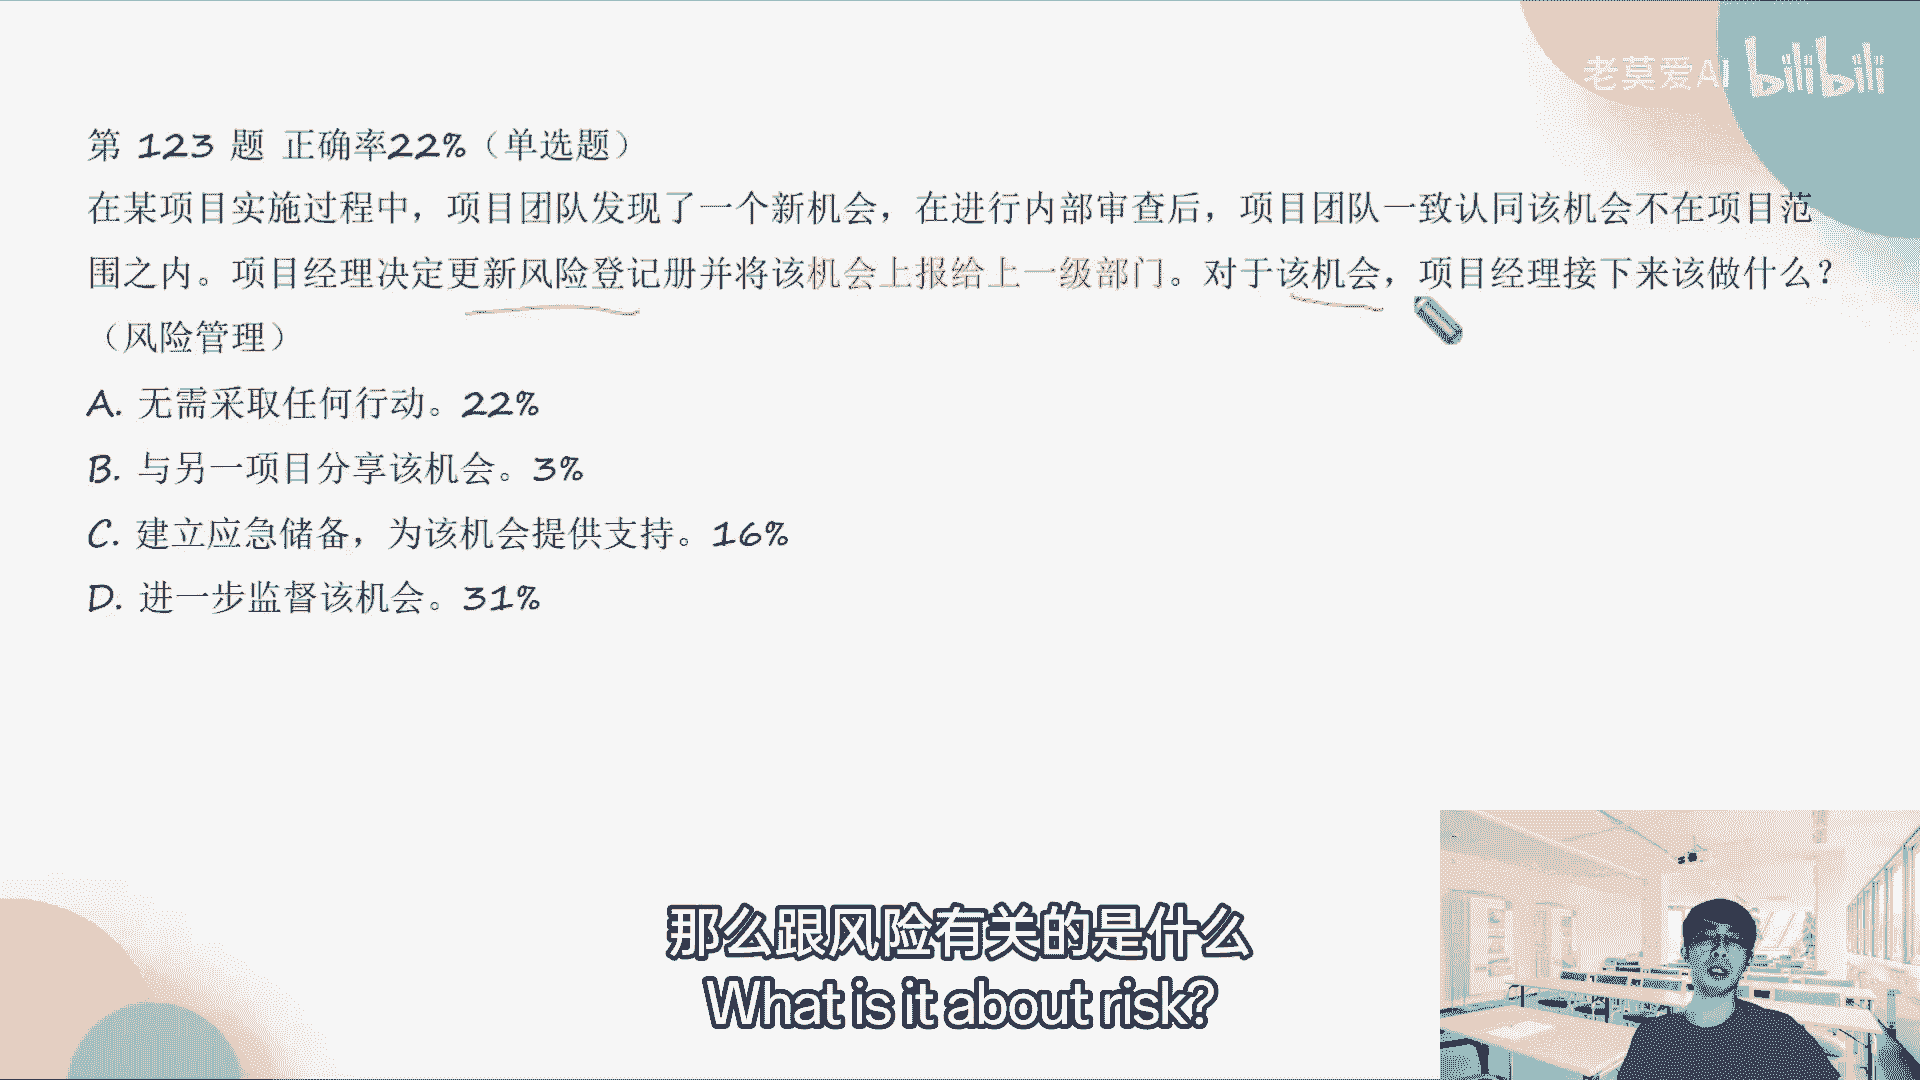 老莫爱AI bilibili
第 123 题 正确率22%（单选题）
在某项目实施过程中，项目团队发现了一个新机会，在进行内部审查后，项目团队一致认同该机会不在项目范
围之内。项目经理决定更新风险登记册并将该机会上报给上一级部门。对于该机会，项目经理接下来该做什么？
（风险管理）
A. 无需采取任何行动。22%
B. 与另一项目分享该机会。3%
C. 建立应急储备，为该机会提供支持。16%
D. 进一步监督该机会。31%
那么跟风险有关的是什么
What is it about risk?